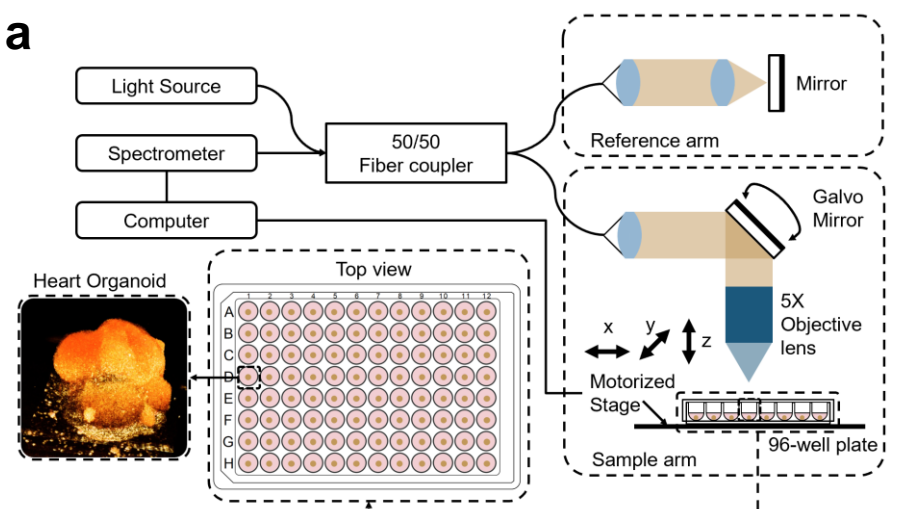 a
Light Source
Spectrometer
Computer
50/50
Fiber coupler
Mirror
Reference arm
Galvo
Mirror
5X
Objective
lens
x
y
z
Motorized
Stage
96-well plate
Sample arm
Heart Organoid
Top view
1 2 3 4 5 6 7 8 9 10 11 12
A
B
C
D
E
F
G
H